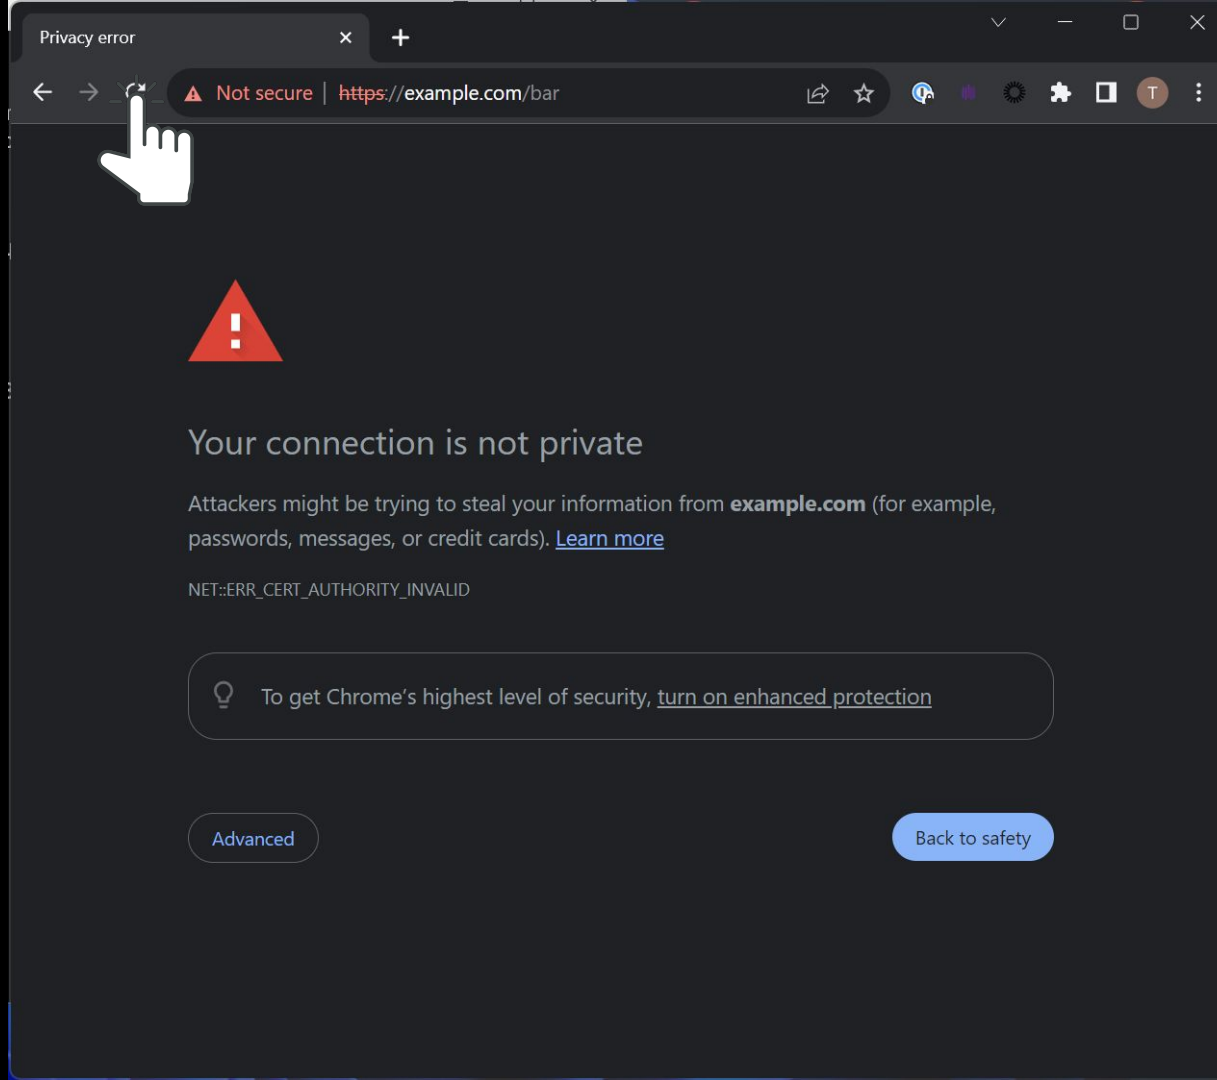 Privacy error
Not secure | https://example.com/bar
T
Your connection is not private
Attackers might be trying to steal your information from example.com (for example,
passwords, messages, or credit cards). Learn more
NET::ERR_CERT_AUTHORITY_INVALID
To get Chrome's highest level of security, turn on enhanced protection
Advanced
Back to safety